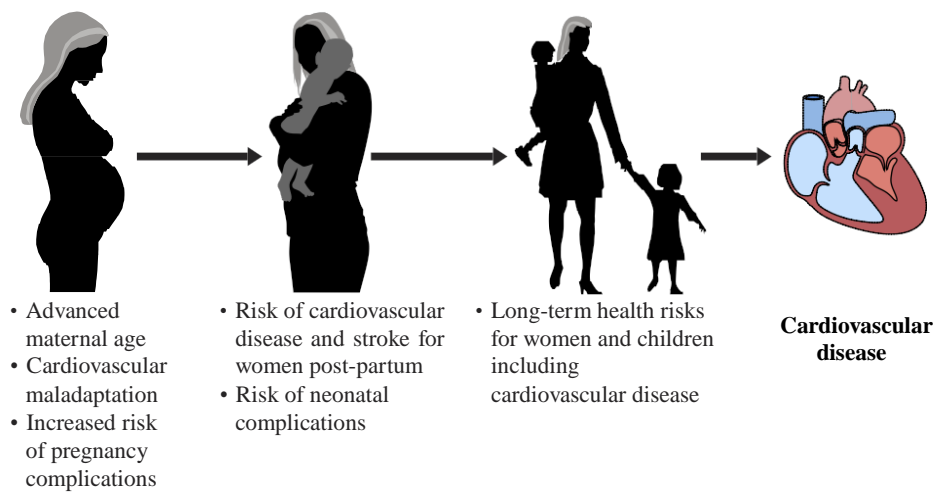 • Advanced
maternal age
• Cardiovascular
maladaptation
• Increased risk
of pregnancy
complications
• Risk of cardiovascular
disease and stroke for
women post-partum
• Risk of neonatal
complications
• Long-term health risks
for women and children
including
cardiovascular disease
Cardiovascular
disease